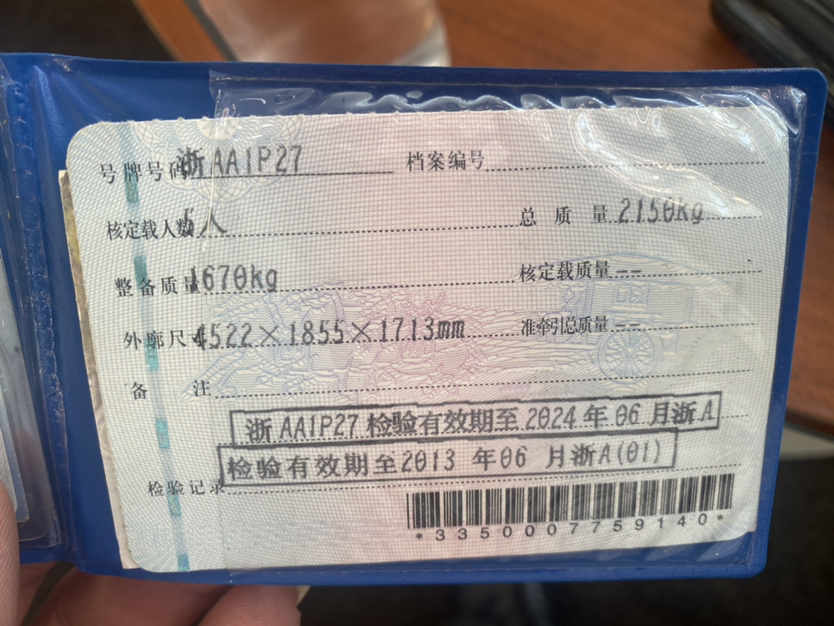 号牌号码 浙AA1P27 档案编号
核定载人数 5人 总质量 2150kg
整备质量 1670kg 核定载质量 --
外廓尺寸 4522×1855×1713mm 准牵引总质量 --
备注
浙AA1P27检验有效期至2024年06月浙A
检验有效期至2013年06月浙A(01)
检验记录
*3350007759140*